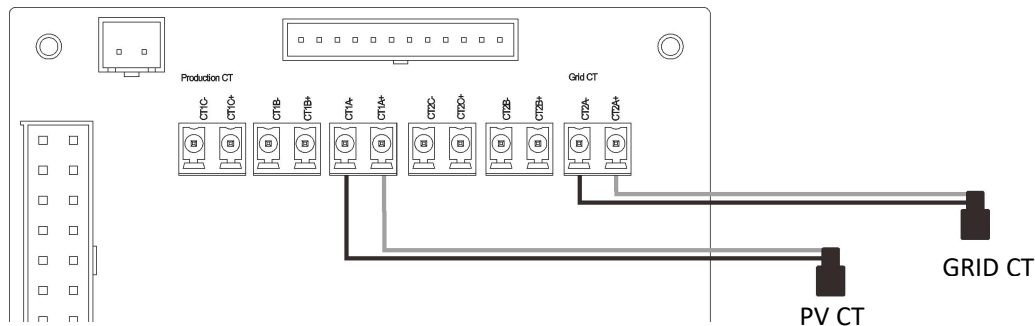 Production CT
Grid CT
CT1C- CT1C+ CT1B- CT1B+ CT1A- CT1A+ CT2C- CT2C+ CT2B- CT2B+ CT2A- CT2A+
GRID CT
PV CT